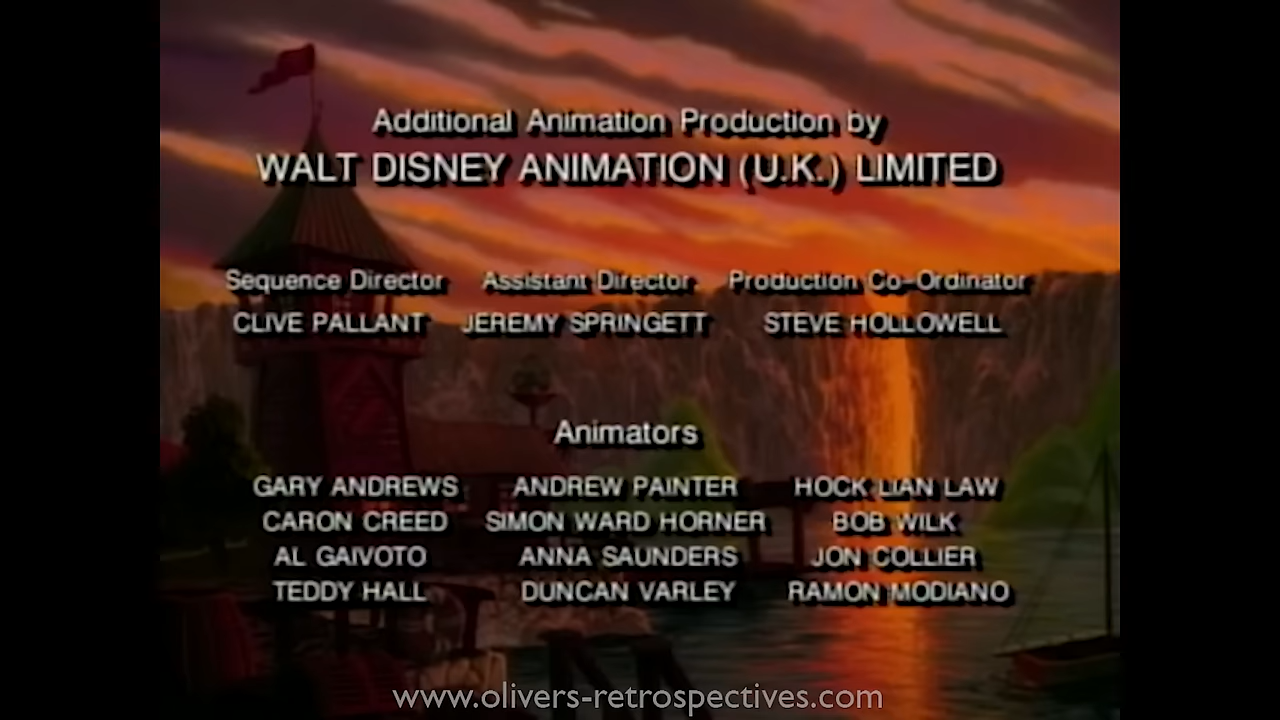 Additional Animation Production by
WALT DISNEY ANIMATION (U.K.) LIMITED
Sequence Director Assistant Director Production Co-Ordinator
CLIVE PALLANT JEREMY SPRINGETT STEVE HOLLOWELL
Animators
GARY ANDREWS ANDREW PAINTER HOCK LIAN LAW
CARON CREED SIMON WARD HORNER BOB WILK
AL GAIVOTO ANNA SAUNDERS JON COLLIER
TEDDY HALL DUNCAN VARLEY RAMON MODIANO
www.olivers-retrospectives.com